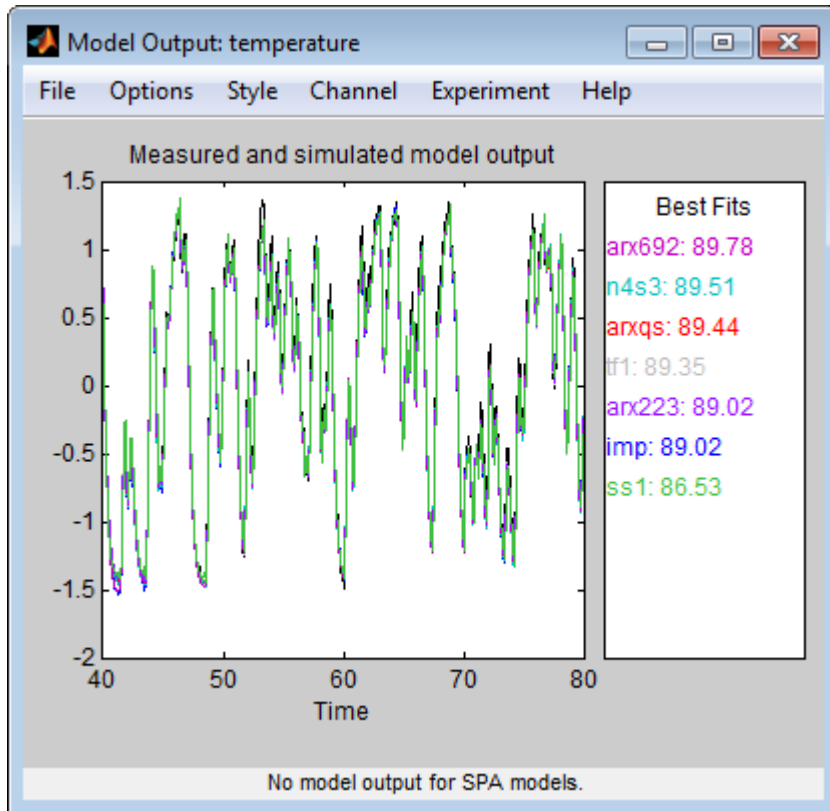 Model Output: temperature
File Options Style Channel Experiment Help
Measured and simulated model output
1.5
1
0.5
0
-0.5
-1
-1.5
-2
40 50 60 70 80
Time
Best Fits
arx692: 89.78
n4s3: 89.51
arxqs: 89.44
tf1: 89.35
arx223: 89.02
imp: 89.02
ss1: 86.53
No model output for SPA models.